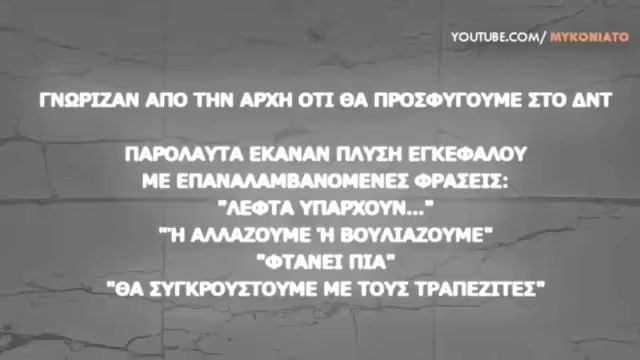 YOUTUBE.COM/ MYKONIATO
ΓΝΩΡΙΖΑΝ ΑΠΟ ΤΗΝ ΑΡΧΗ ΟΤΙ ΘΑ ΠΡΟΣΦΥΓΟΥΜΕ ΣΤΟ ΔΝΤ
ΠΑΡΟΛΑΥΤΑ ΕΚΑΝΑΝ ΠΛΥΣΗ ΕΓΚΕΦΑΛΟΥ
ΜΕ ΕΠΑΝΑΛΑΜΒΑΝΟΜΕΝΕΣ ΦΡΑΣΕΙΣ:
"ΛΕΦΤΑ ΥΠΑΡΧΟΥΝ..."
"Ή ΑΛΛΑΖΟΥΜΕ Ή ΒΟΥΛΙΑΖΟΥΜΕ"
"ΦΤΑΝΕΙ ΠΙΑ"
"ΘΑ ΣΥΓΚΡΟΥΣΤΟΥΜΕ ΜΕ ΤΟΥΣ ΤΡΑΠΕΖΙΤΕΣ"